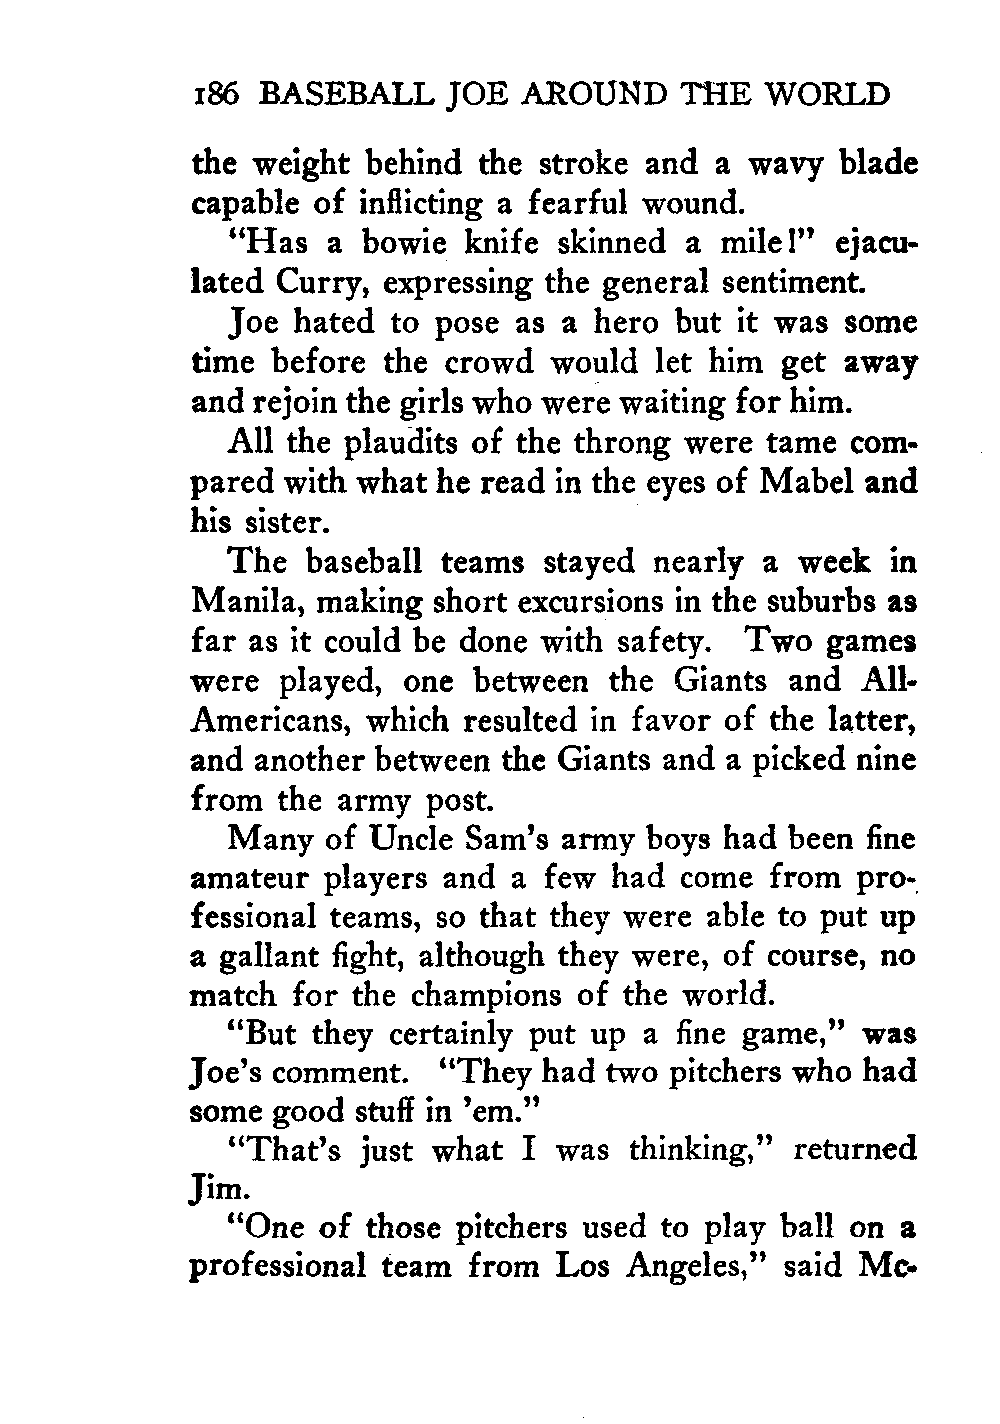 186 BASEBALL JOE AROUND THE WORLD
the weight behind the stroke and a wavy blade
capable of inflicting a fearful wound.
"Has a bowie knife skinned a mile!" ejacu-
lated Curry, expressing the general sentiment.
Joe hated to pose as a hero but it was some
time before the crowd would let him get away
and rejoin the girls who were waiting for him.
All the plaudits of the throng were tame com-
pared with what he read in the eyes of Mabel and
his sister.
The baseball teams stayed nearly a week in
Manila, making short excursions in the suburbs as
far as it could be done with safety. Two games
were played, one between the Giants and All-
Americans, which resulted in favor of the latter,
and another between the Giants and a picked nine
from the army post.
Many of Uncle Sam's army boys had been fine
amateur players and a few had come from pro-
fessional teams, so that they were able to put up
a gallant fight, although they were, of course, no
match for the champions of the world.
"But they certainly put up a fine game," was
Joe's comment. "They had two pitchers who had
some good stuff in 'em."
"That's just what I was thinking," returned
Jim.
"One of those pitchers used to play ball on a
professional team from Los Angeles," said Mc-